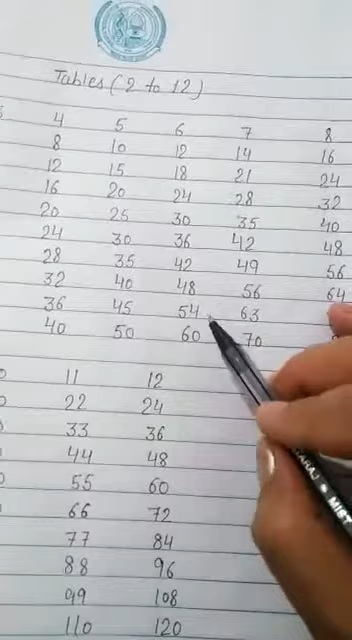 Tables (2 to 12)
4 5 6 7 8
8 10 12 14 16
12 15 18 21 24
16 20 24 28 32
20 25 30 35 40
24 30 36 42 48
28 35 42 49 56
32 40 48 56 64
36 45 54 63
40 50 60 70
11 12
22 24
33 36
44 48
55 60
66 72
77 84
88 96
99 108
110 120